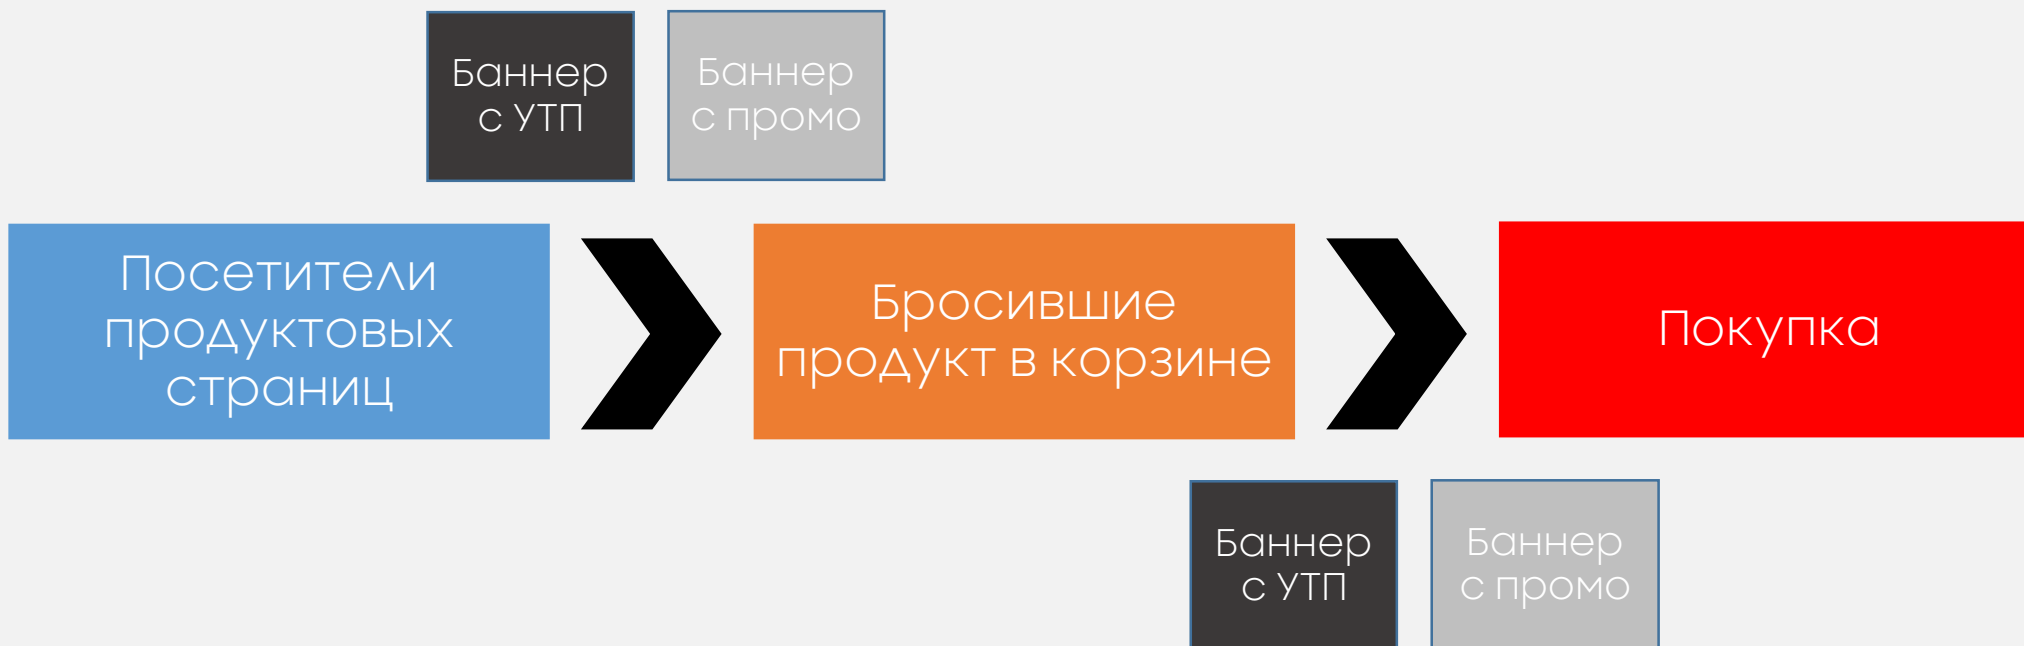 Баннер
с УТП
Баннер
с промо
Посетители
продуктовых
страниц
Бросившие
продукт в корзине
Покупка
Баннер
с УТП
Баннер
с промо